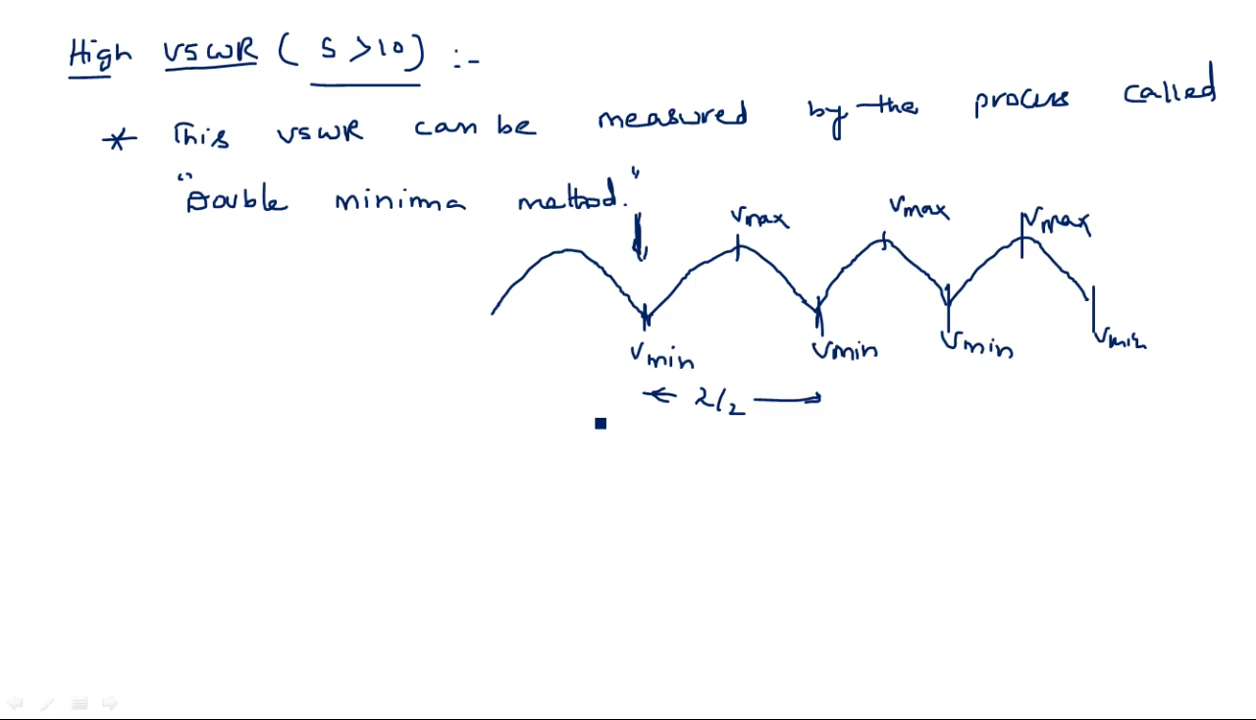 High VSWR ( S >10) :-
* This VSWR can be measured by the process called
"Double minima method."
Vmax Vmax Vmax
Vmin Vmin Vmin Vmin
← λ/2 →